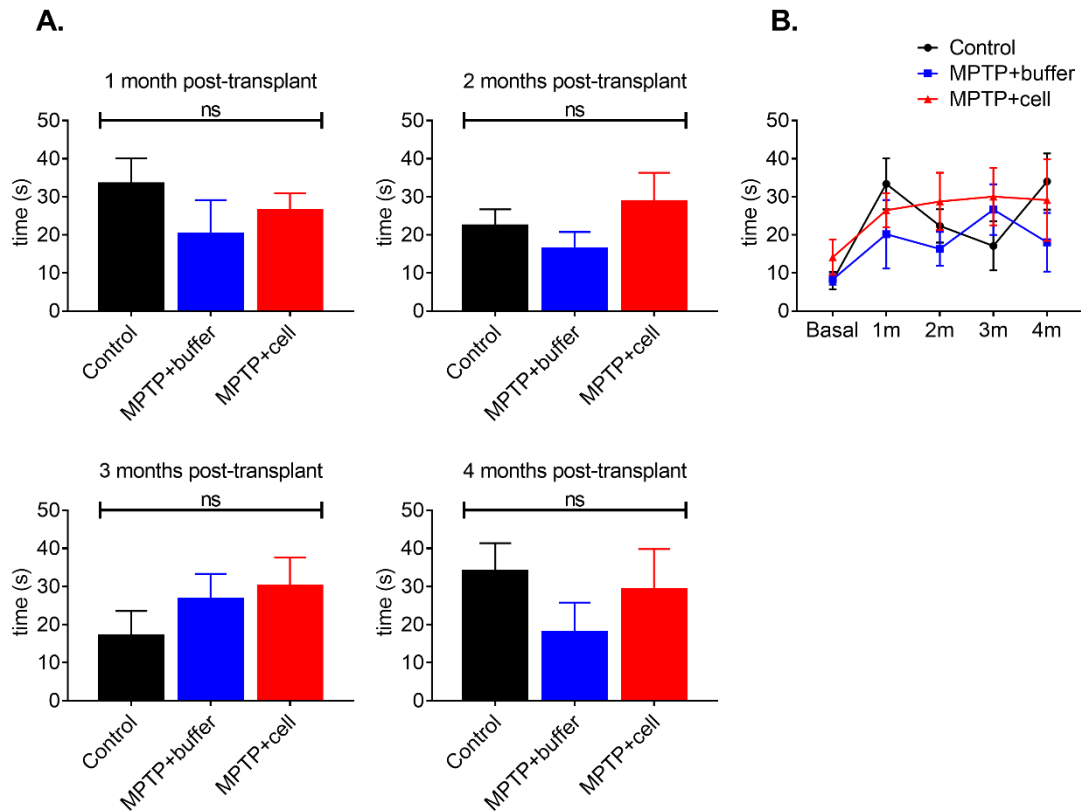 A.
1 month post-transplant
ns
50
40
30
20
10
0
time (s)
Control
MPTP+buffer
MPTP+cell
2 months post-transplant
ns
50
40
30
20
10
0
time (s)
Control
MPTP+buffer
MPTP+cell
B.
Control
MPTP+buffer
MPTP+cell
50
40
30
20
10
0
time (s)
Basal 1m 2m 3m 4m
3 months post-transplant
ns
50
40
30
20
10
0
time (s)
Control
MPTP+buffer
MPTP+cell
4 months post-transplant
ns
50
40
30
20
10
0
time (s)
Control
MPTP+buffer
MPTP+cell